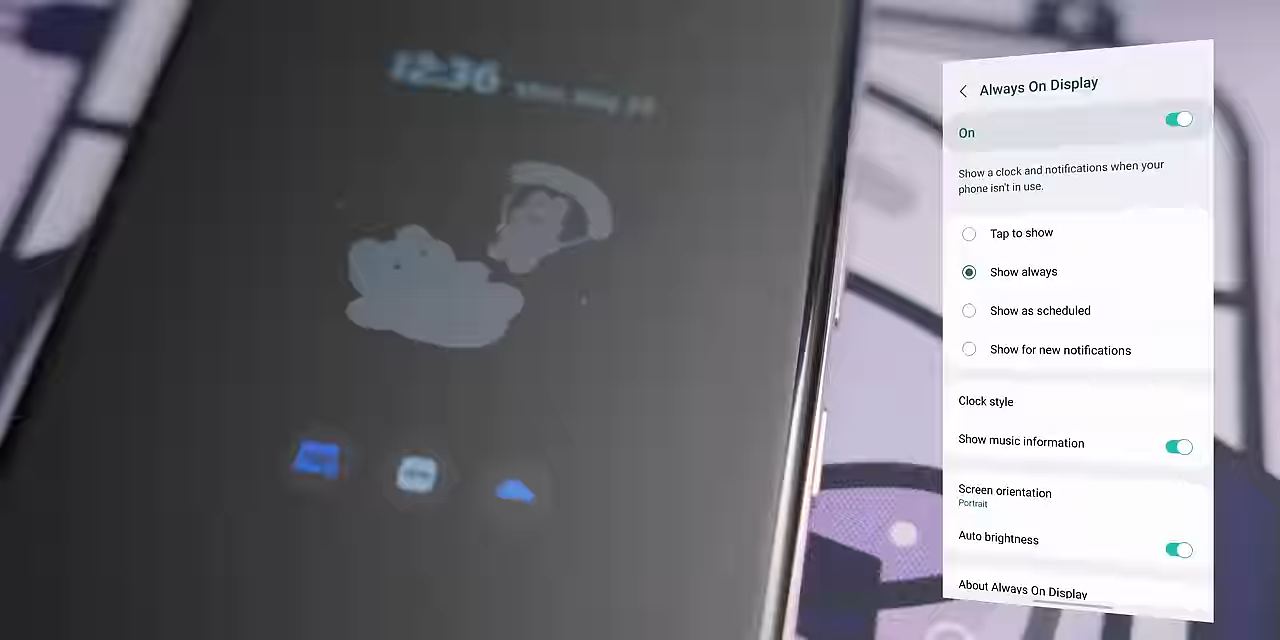 12:36
Always On Display
On
Show a clock and notifications when your
phone isn't in use.
Tap to show
Show always
Show as scheduled
Show for new notifications
Clock style
Show music information
Screen orientation
Portrait
Auto brightness
About Always On Display